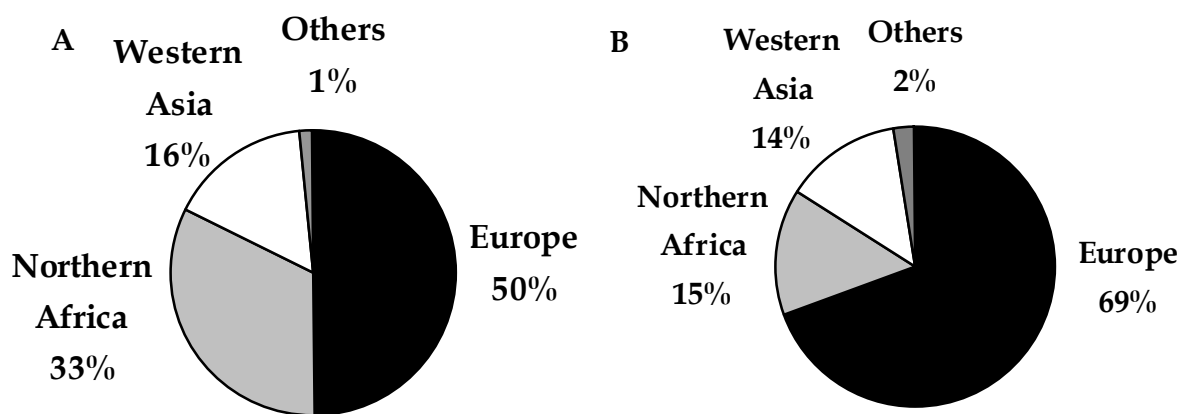 A
Western
Asia
16%
Others
1%
Europe
50%
Northern
Africa
33%
B
Western
Asia
14%
Others
2%
Northern
Africa
15%
Europe
69%